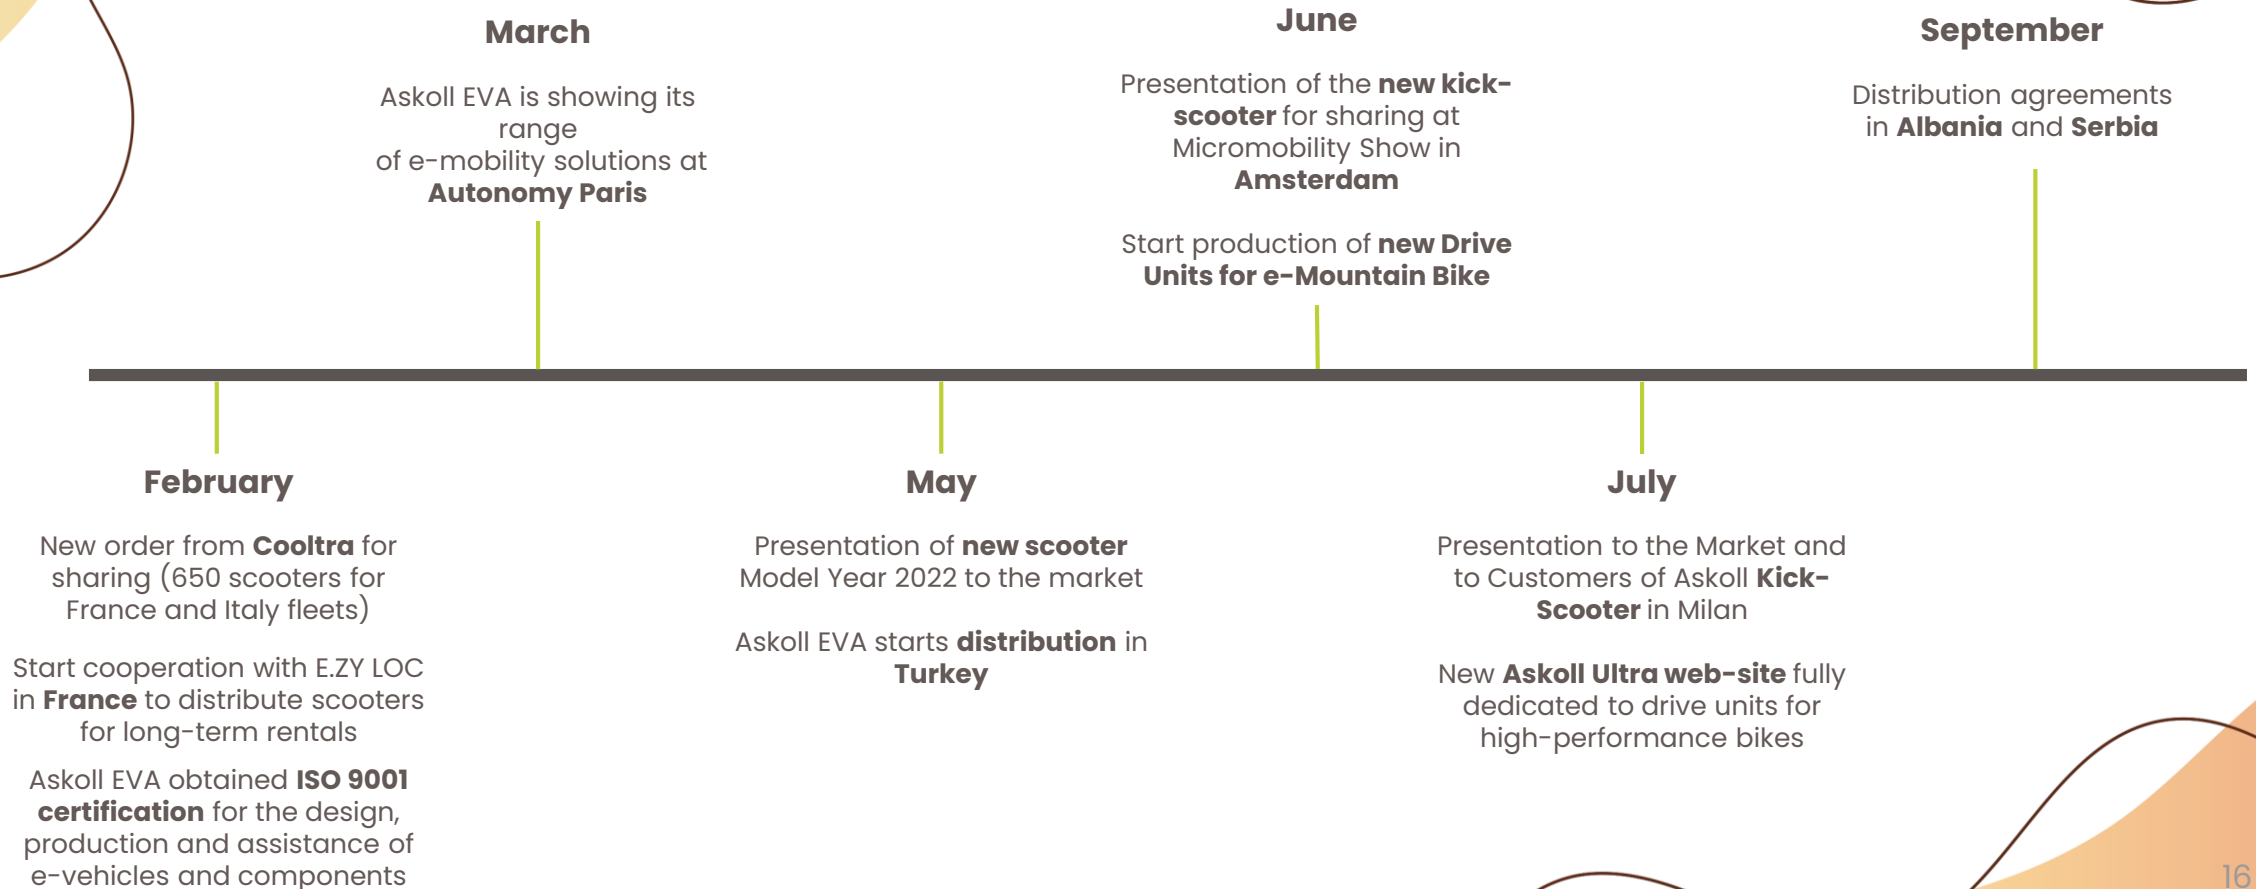 March
Askoll EVA is showing its
range
of e-mobility solutions at
Autonomy Paris
June
Presentation of the new kick-
scooter for sharing at
Micromobility Show in
Amsterdam
Start production of new Drive
Units for e-Mountain Bike
September
Distribution agreements
in Albania and Serbia
February
New order from Cooltra for
sharing (650 scooters for
France and Italy fleets)
Start cooperation with E.ZY LOC
in France to distribute scooters
for long-term rentals
Askoll EVA obtained ISO 9001
certification for the design,
production and assistance of
e-vehicles and components
May
Presentation of new scooter
Model Year 2022 to the market
Askoll EVA starts distribution in
Turkey
July
Presentation to the Market and
to Customers of Askoll Kick-
Scooter in Milan
New Askoll Ultra web-site fully
dedicated to drive units for
high-performance bikes
16